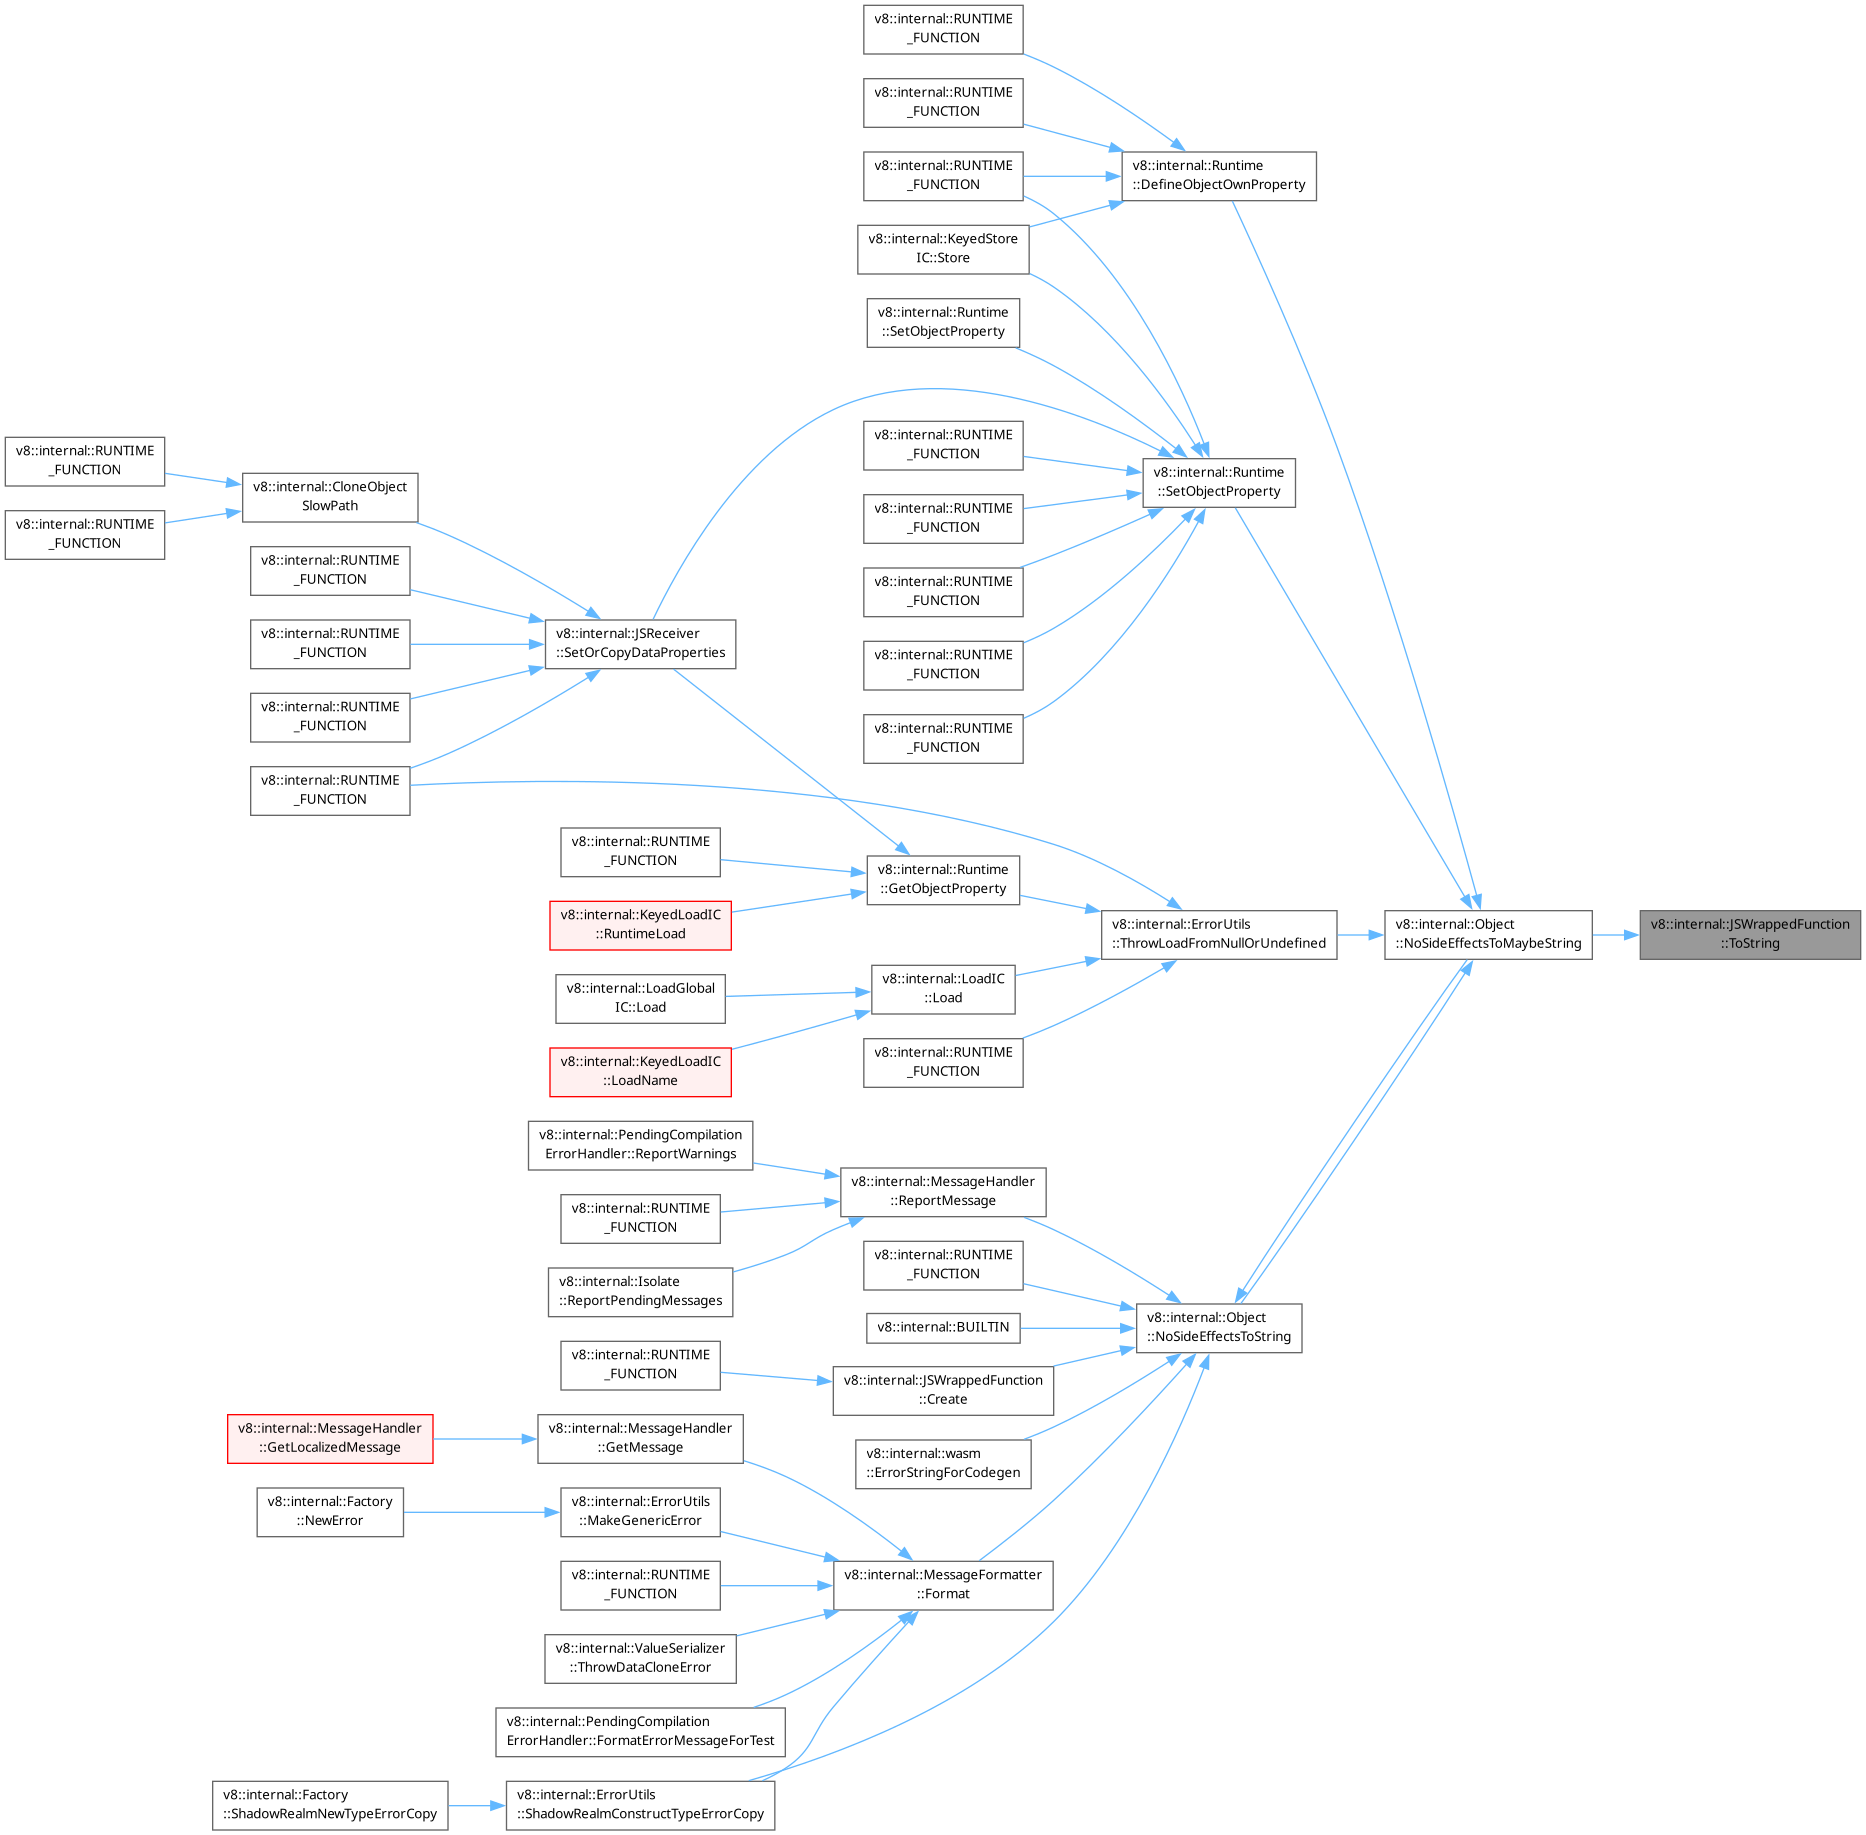 v8::internal::RUNTIME
_FUNCTION
v8::internal::RUNTIME
_FUNCTION
v8::internal::RUNTIME
_FUNCTION
v8::internal::Runtime
::DefineObjectOwnProperty
v8::internal::KeyedStore
IC::Store
v8::internal::Runtime
::SetObjectProperty
v8::internal::RUNTIME
_FUNCTION
v8::internal::RUNTIME
_FUNCTION
v8::internal::CloneObject
SlowPath
v8::internal::Runtime
::SetObjectProperty
v8::internal::RUNTIME
_FUNCTION
v8::internal::RUNTIME
_FUNCTION
v8::internal::RUNTIME
_FUNCTION
v8::internal::RUNTIME
_FUNCTION
v8::internal::RUNTIME
_FUNCTION
v8::internal::JSReceiver
::SetOrCopyDataProperties
v8::internal::RUNTIME
_FUNCTION
v8::internal::RUNTIME
_FUNCTION
v8::internal::RUNTIME
_FUNCTION
v8::internal::RUNTIME
_FUNCTION
v8::internal::RUNTIME
_FUNCTION
v8::internal::Runtime
::GetObjectProperty
v8::internal::KeyedLoadIC
::RuntimeLoad
v8::internal::ErrorUtils
::ThrowLoadFromNullOrUndefined
v8::internal::Object
::NoSideEffectsToMaybeString
v8::internal::JSWrappedFunction
::ToString
v8::internal::LoadGlobal
IC::Load
v8::internal::LoadIC
::Load
v8::internal::KeyedLoadIC
::LoadName
v8::internal::RUNTIME
_FUNCTION
v8::internal::PendingCompilation
ErrorHandler::ReportWarnings
v8::internal::MessageHandler
::ReportMessage
v8::internal::RUNTIME
_FUNCTION
v8::internal::RUNTIME
_FUNCTION
v8::internal::Isolate
::ReportPendingMessages
v8::internal::BUILTIN
v8::internal::Object
::NoSideEffectsToString
v8::internal::RUNTIME
_FUNCTION
v8::internal::JSWrappedFunction
::Create
v8::internal::MessageHandler
::GetLocalizedMessage
v8::internal::MessageHandler
::GetMessage
v8::internal::wasm
::ErrorStringForCodegen
v8::internal::Factory
::NewError
v8::internal::ErrorUtils
::MakeGenericError
v8::internal::RUNTIME
_FUNCTION
v8::internal::MessageFormatter
::Format
v8::internal::ValueSerializer
::ThrowDataCloneError
v8::internal::PendingCompilation
ErrorHandler::FormatErrorMessageForTest
v8::internal::Factory
::ShadowRealmNewTypeErrorCopy
v8::internal::ErrorUtils
::ShadowRealmConstructTypeErrorCopy